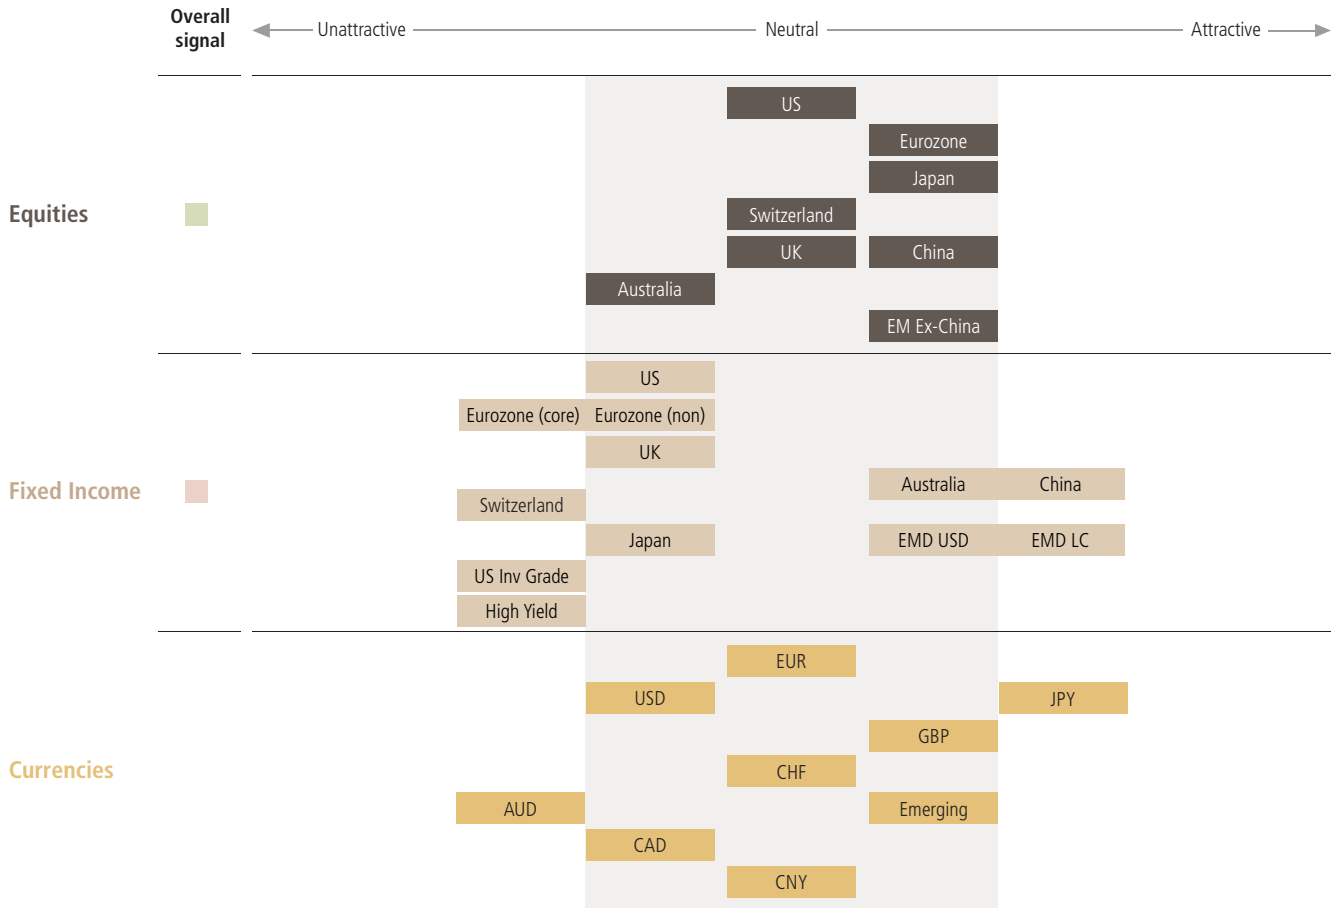 Overall
signal
Unattractive
Neutral
Attractive
US
Eurozone
Japan
Equities
Switzerland
UK
China
Australia
EM Ex-China
US
Eurozone (core)
Eurozone (non)
UK
Australia
China
Fixed Income
Switzerland
Japan
EMD USD
EMD LC
US Inv Grade
High Yield
EUR
USD
JPY
GBP
Currencies
CHF
AUD
Emerging
CAD
CNY